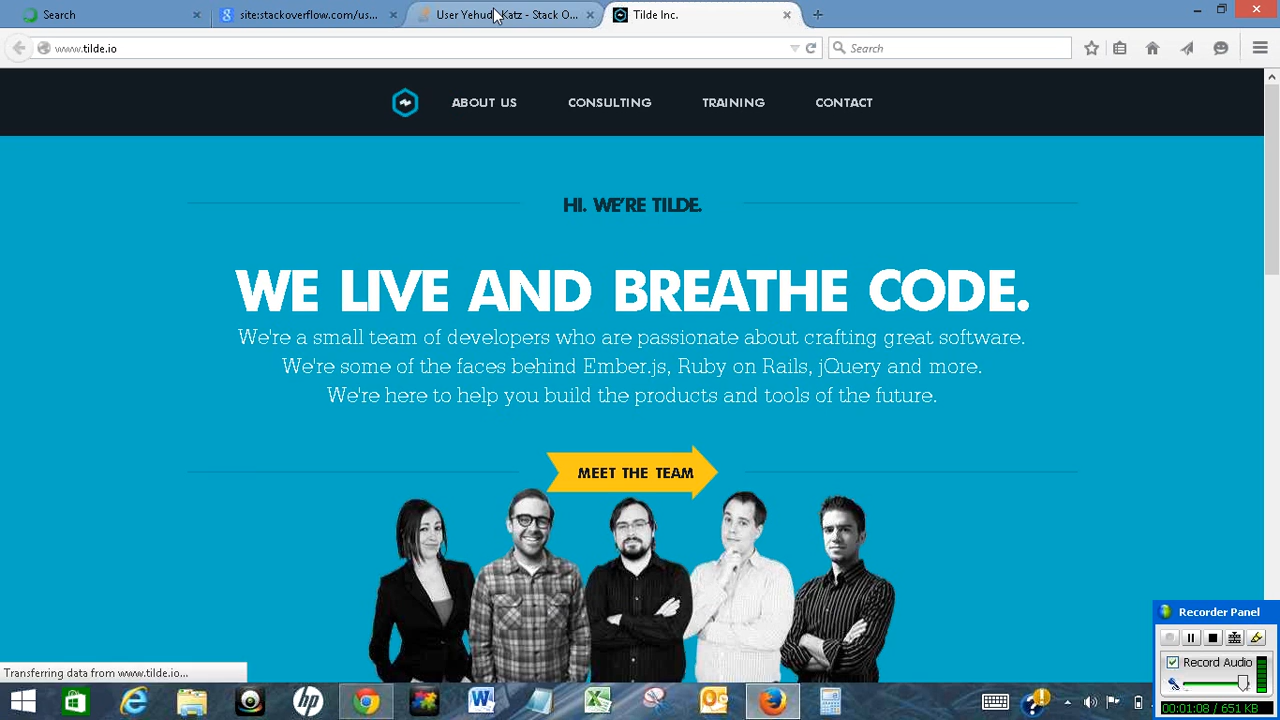 Search
site:stackoverflow.com/us...
User Yehuda Katz - Stack O...
Tilde Inc.
www.tilde.io
Search
ABOUT US
CONSULTING
TRAINING
CONTACT
HI. WE'RE TILDE.
WE LIVE AND BREATHE CODE.
We're a small team of developers who are passionate about crafting great software.
We're some of the faces behind Ember.js, Ruby on Rails, jQuery and more.
We're here to help you build the products and tools of the future.
MEET THE TEAM
Recorder Panel
Record Audio
00:01:08 / 651 KB
Transferring data from www.tilde.io...